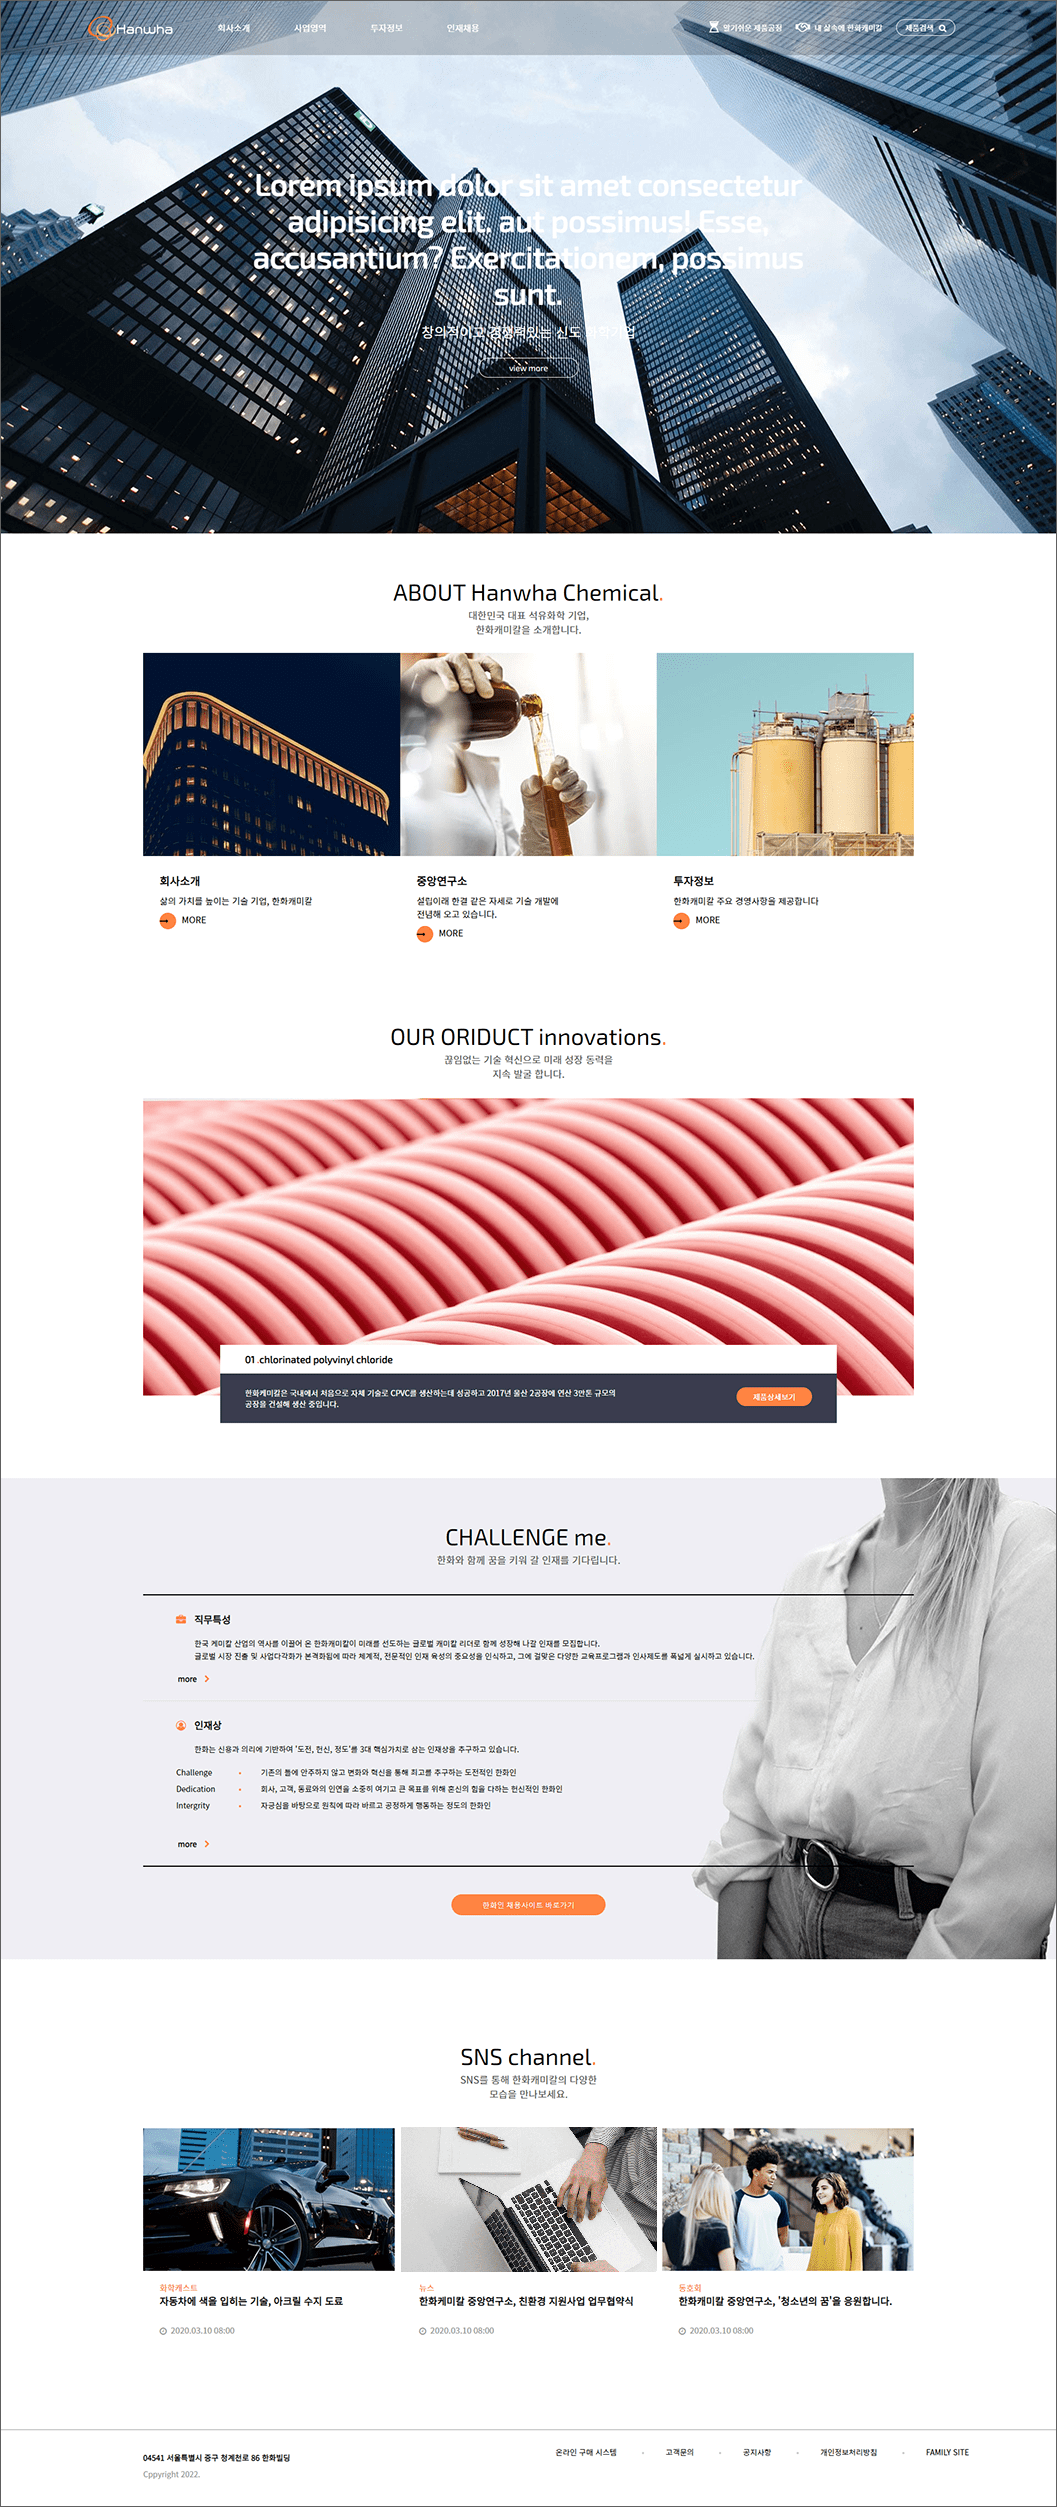 Hanwha
회사소개
사업영역
투자정보
인재채용
알기쉬운 제품공장
내 삶속에 한화캐미칼
제품검색
Lorem ipsum dolor sit amet consectetur
adipisicing elit. aut possimus! Esse,
accusantium? Exercitationem, possimus
sunt.
창의적이고 경쟁력있는 신도 화학기업
view more
ABOUT Hanwha Chemical.
대한민국 대표 석유화학 기업,
한화캐미칼을 소개합니다.
회사소개
삶의 가치를 높이는 기술 기업, 한화캐미칼
MORE
중앙연구소
설립이래 한결 같은 자세로 기술 개발에
전념해 오고 있습니다.
MORE
투자정보
한화캐미칼 주요 경영사항을 제공합니다
MORE
OUR ORIDUCT innovations.
끊임없는 기술 혁신으로 미래 성장 동력을
지속 발굴 합니다.
01 .chlorinated polyvinyl chloride
한화케미칼은 국내에서 처음으로 자체 기술로 CPVC를 생산하는데 성공하고 2017년 울산 2공장에 연산 3만톤 규모의
공장을 건설해 생산 중입니다.
제품상세보기
CHALLENGE me.
한화와 함께 꿈을 키워 갈 인재를 기다립니다.
직무특성
한국 케미칼 산업의 역사를 이끌어 온 한화캐미칼이 미래를 선도하는 글로벌 캐미칼 리더로 함께 성장해 나갈 인재를 모집합니다.
글로벌 시장 진출 및 사업다각화가 본격화됨에 따라 체계적, 전문적인 인재 육성의 중요성을 인식하고, 그에 걸맞은 다양한 교육프로그램과 인사제도를 폭넓게 실시하고 있습니다.
more
인재상
한화는 신용과 의리에 기반하여 '도전, 헌신, 정도'를 3대 핵심가치로 삼는 인재상을 추구하고 있습니다.
Challenge • 기존의 틀에 안주하지 않고 변화와 혁신을 통해 최고를 추구하는 도전적인 한화인
Dedication • 회사, 고객, 동료와의 인연을 소중히 여기고 큰 목표를 위해 혼신의 힘을 다하는 헌신적인 한화인
Intergrity • 자긍심을 바탕으로 원칙에 따라 바르고 공정하게 행동하는 정도의 한화인
more
한화인 채용사이트 바로가기
SNS channel.
SNS를 통해 한화캐미칼의 다양한
모습을 만나보세요.
화학케스트
자동차에 색을 입히는 기술, 아크릴 수지 도료
2020.03.10 08:00
뉴스
한화케미칼 중앙연구소, 친환경 지원사업 업무협약식
2020.03.10 08:00
동호회
한화캐미칼 중앙연구소, '청소년의 꿈'을 응원합니다.
2020.03.10 08:00
04541 서울특별시 중구 청계천로 86 한화빌딩
Cppyright 2022.
온라인 구매 시스템 • 고객문의 • 공지사항 • 개인정보처리방침 • FAMILY SITE